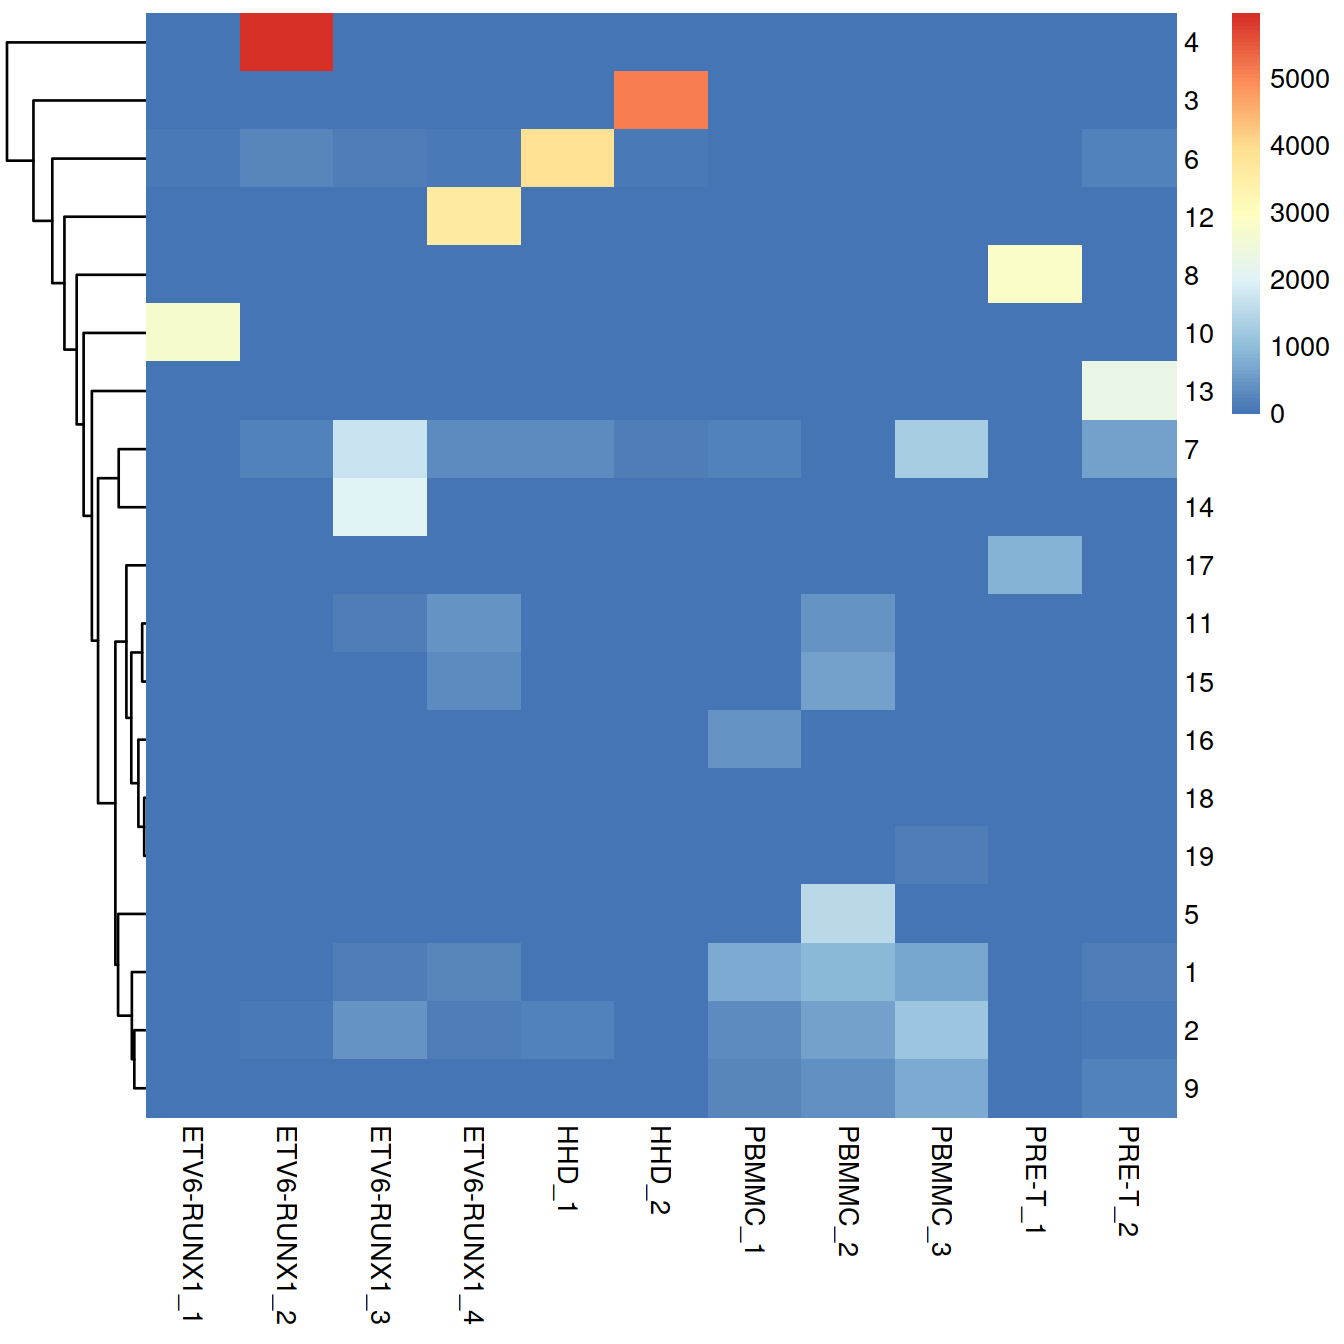 4
3
6
12
8
10
13
7
14
17
11
15
16
18
19
5
1
2
9
5000
4000
3000
2000
1000
0
ETV6-RUNX1_1
ETV6-RUNX1_2
ETV6-RUNX1_3
ETV6-RUNX1_4
HHD_1
HHD_2
PBMMC_1
PBMMC_2
PBMMC_3
PRE-T_1
PRE-T_2